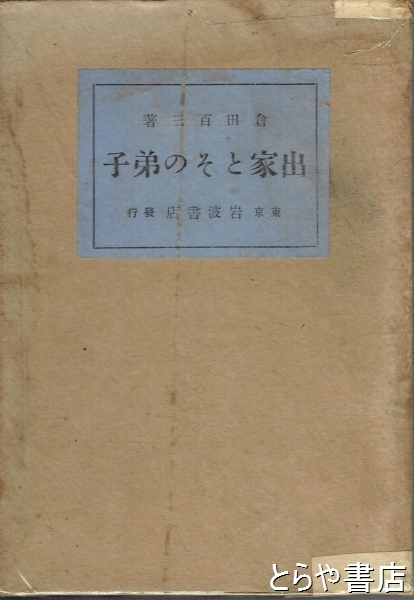 倉田百三著
出家とその弟子
東京岩波書店發行
とらや書店